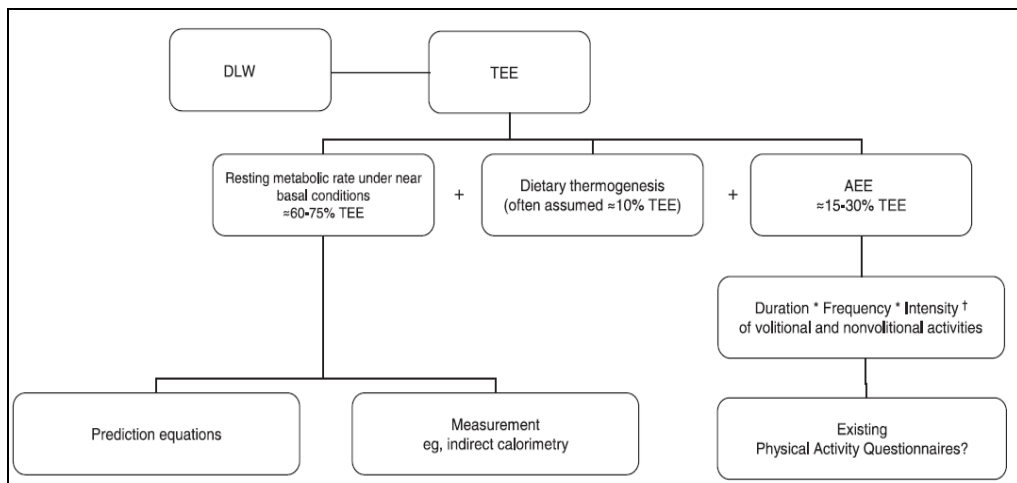 DLW
TEE
Resting metabolic rate under near
basal conditions
≈60-75% TEE
+
Dietary thermogenesis
(often assumed ≈10% TEE)
+
AEE
≈15-30% TEE
Duration * Frequency * Intensity †
of volitional and nonvolitional activities
Prediction equations
Measurement
eg, indirect calorimetry
Existing
Physical Activity Questionnaires?